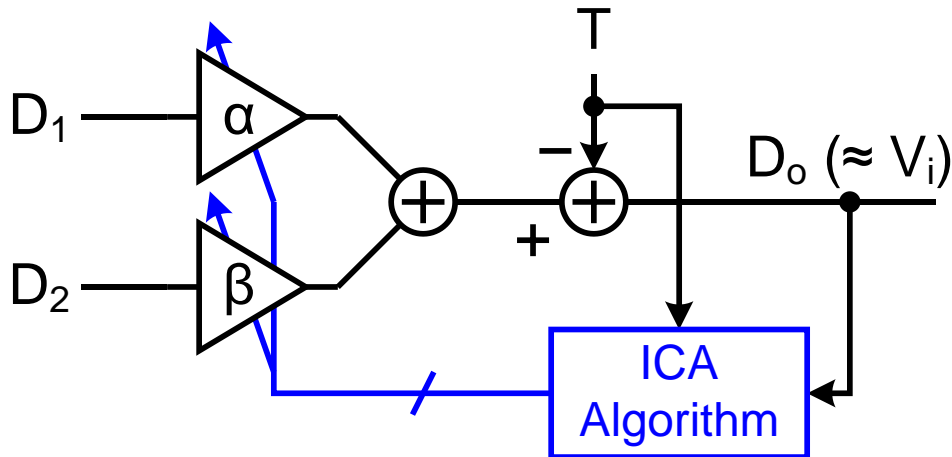 T
D₁
α
−
Dₒ (≈ Vᵢ)
+
+
+
D₂
β
ICA
Algorithm